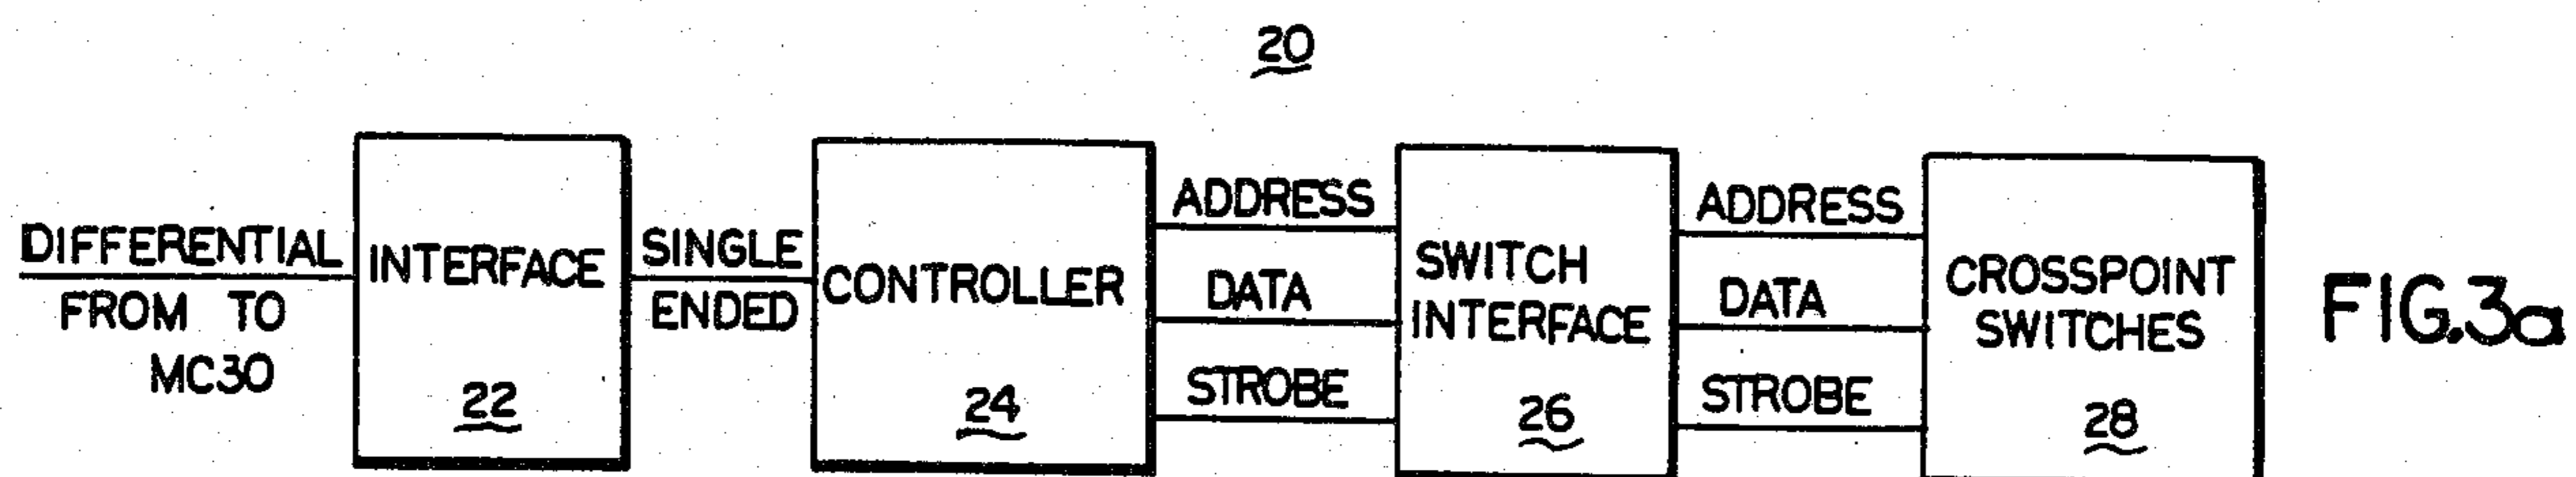 20
DIFFERENTIAL
FROM TO
MC30
INTERFACE
22
SINGLE
ENDED
CONTROLLER
24
ADDRESS
DATA
STROBE
SWITCH
INTERFACE
26
ADDRESS
DATA
STROBE
CROSSPOINT
SWITCHES
28
FIG.3a